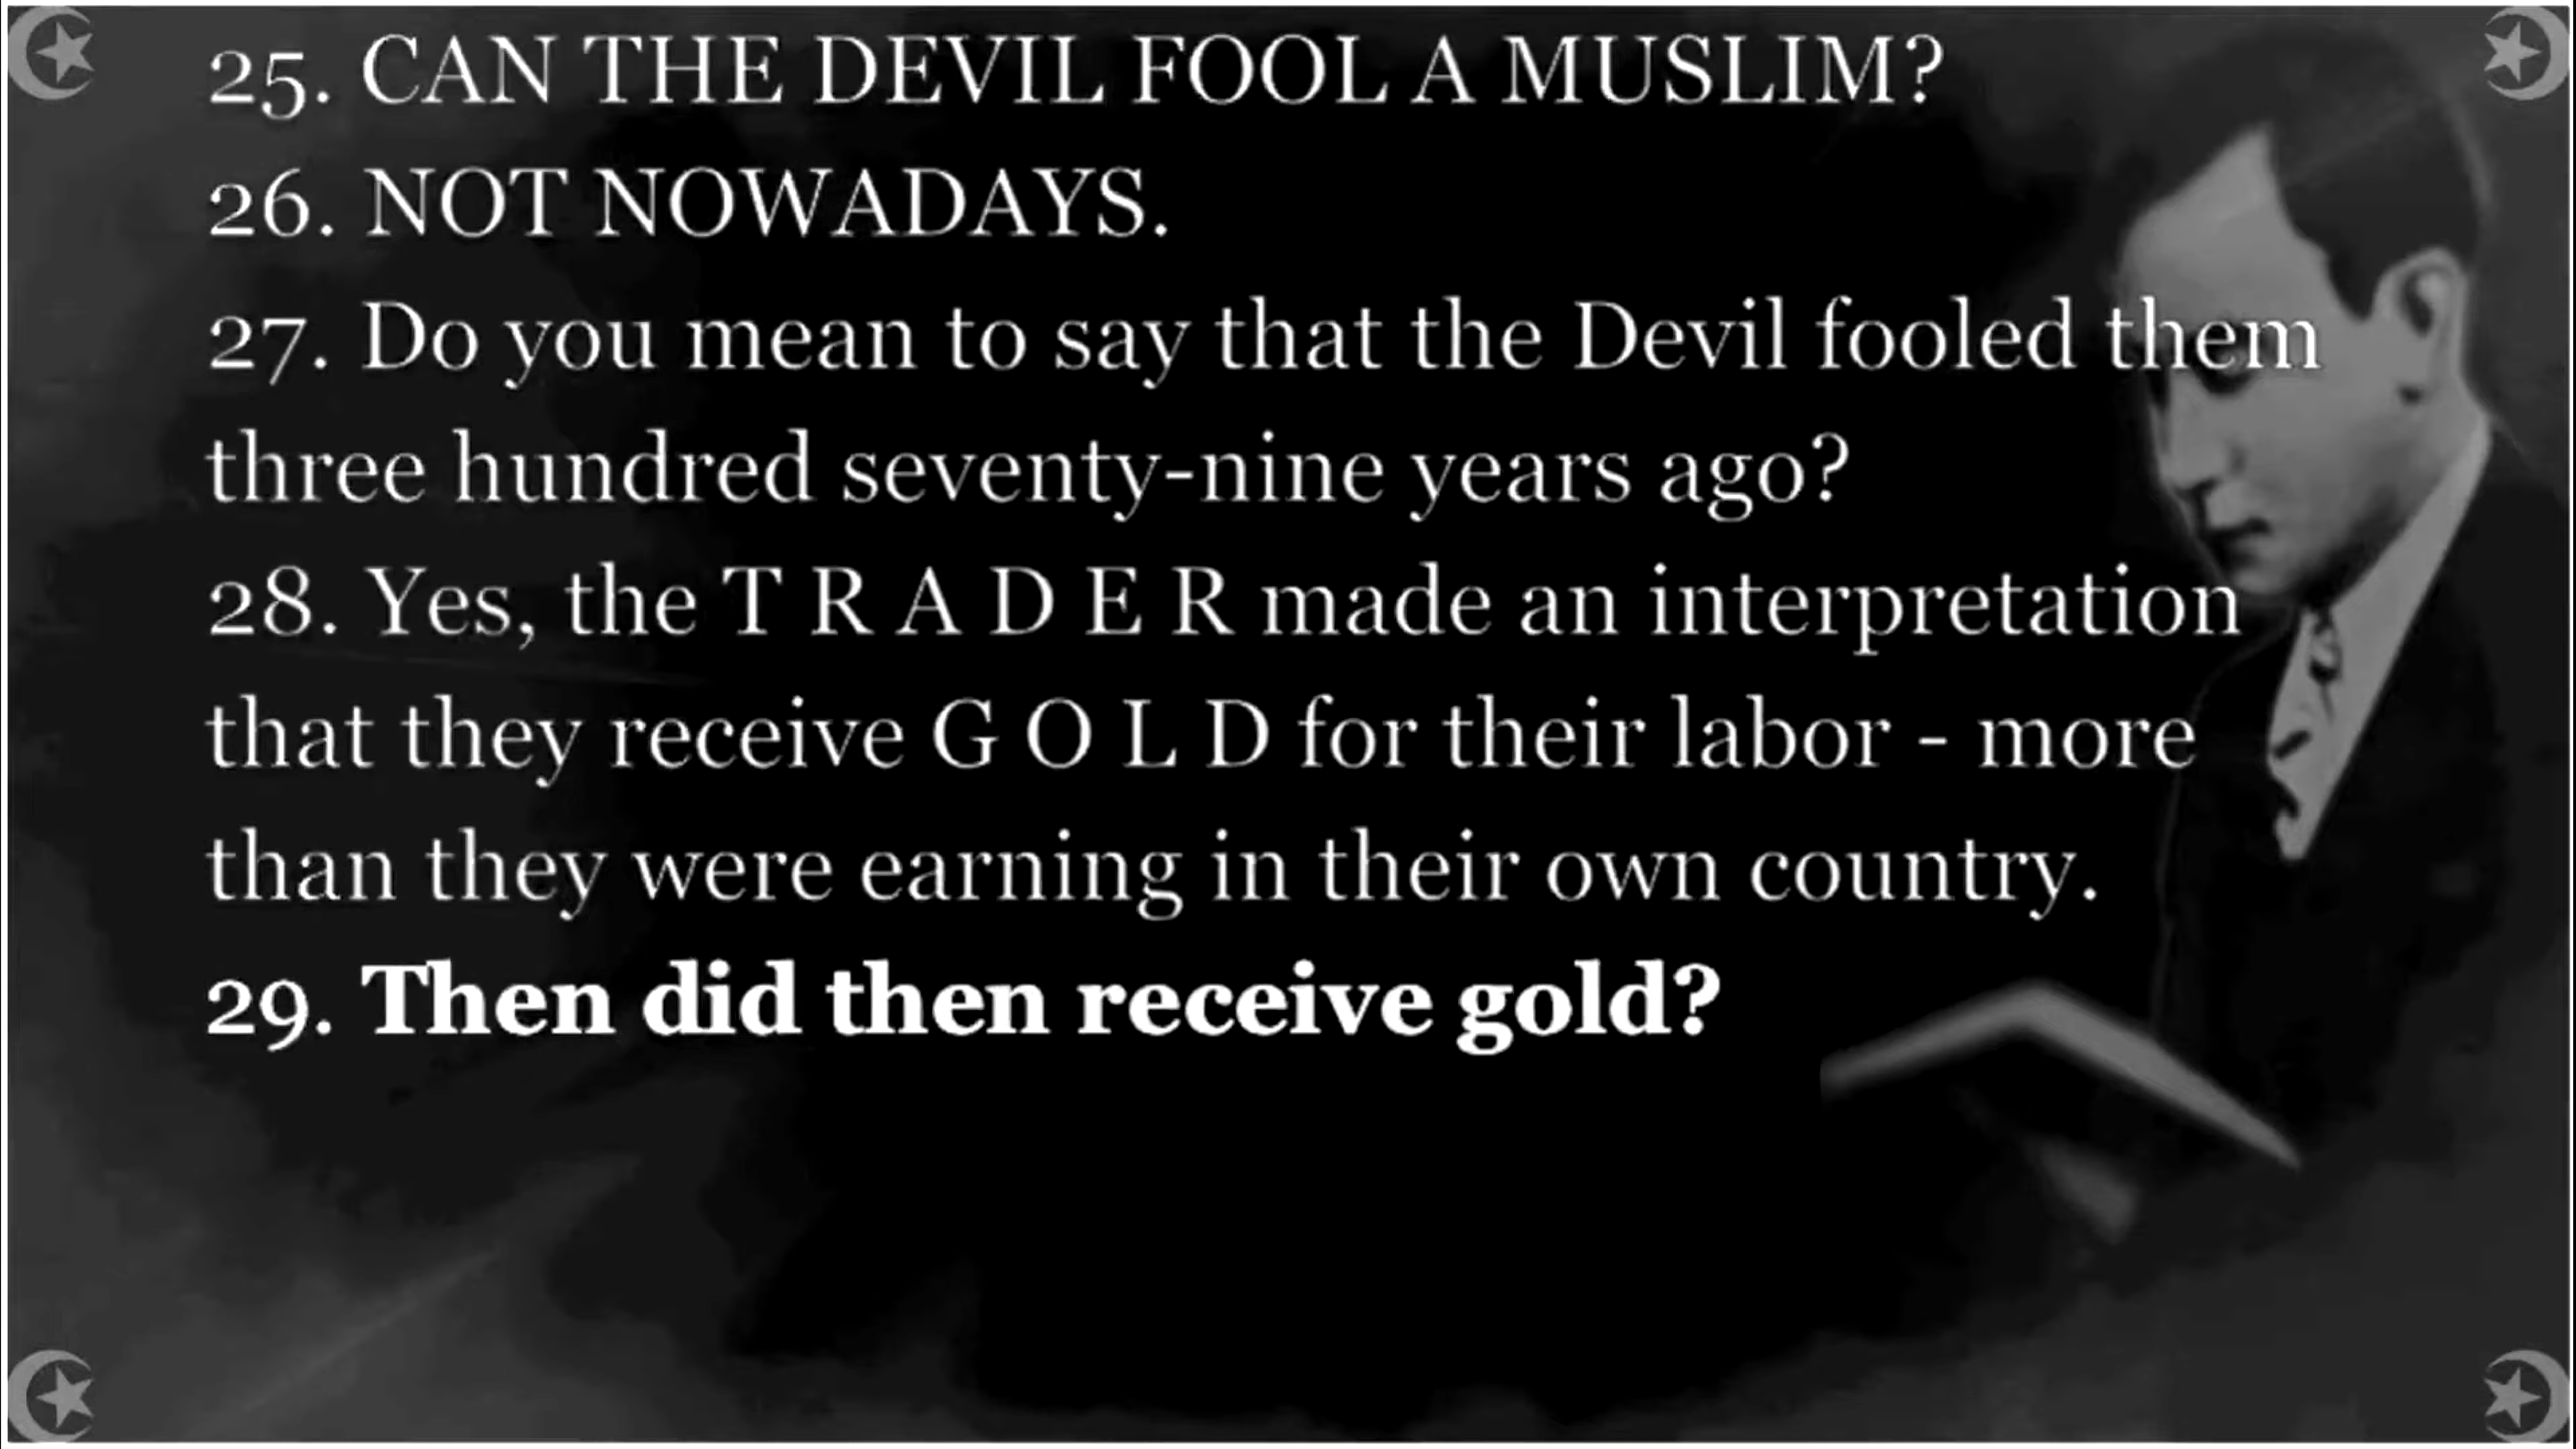 25. CAN THE DEVIL FOOL A MUSLIM?
26. NOT NOWADAYS.
27. Do you mean to say that the Devil fooled them
three hundred seventy-nine years ago?
28. Yes, the T R A D E R made an interpretation
that they receive G O L D for their labor - more
than they were earning in their own country.
29. Then did then receive gold?